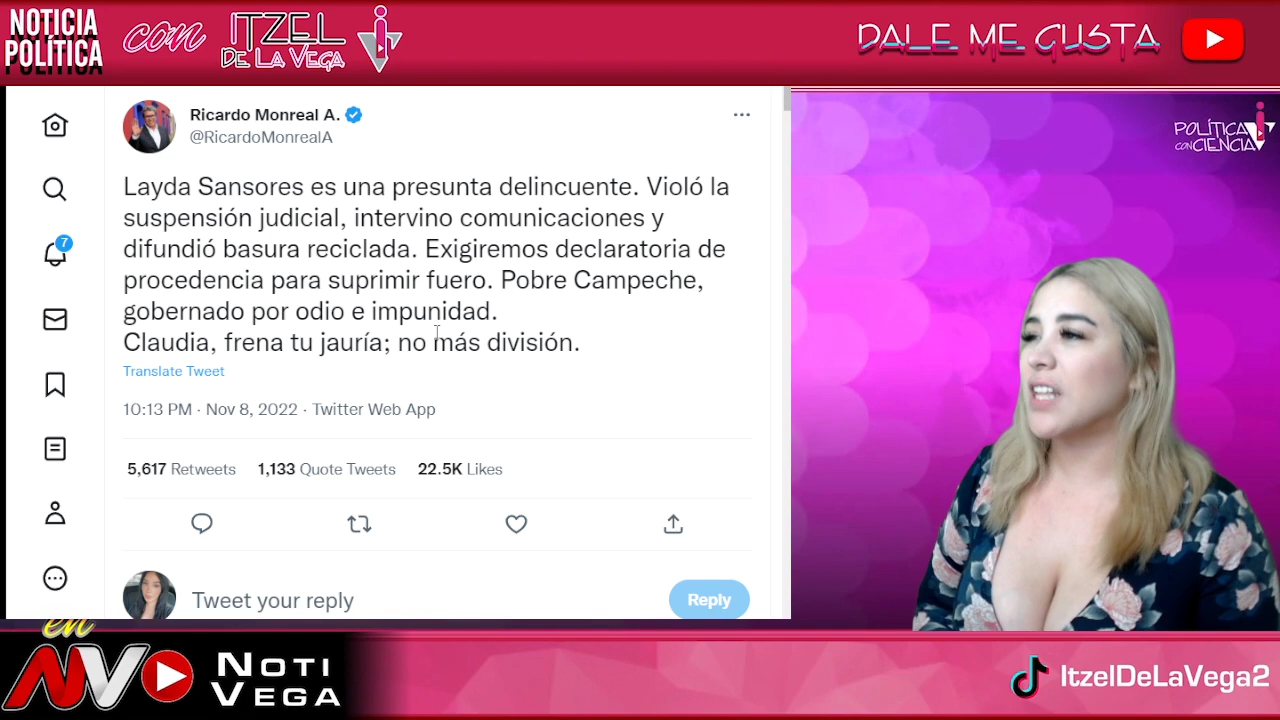 NOTICIA
POLÍTICA
con
ITZEL
DE LA VEGA
DALE ME GUSTA
Ricardo Monreal A.
@RicardoMonrealA
Layda Sansores es una presunta delincuente. Violó la
suspensión judicial, intervino comunicaciones y
difundió basura reciclada. Exigiremos declaratoria de
procedencia para suprimir fuero. Pobre Campeche,
gobernado por odio e impunidad.
Claudia, frena tu jauría; no más división.
Translate Tweet
10:13 PM · Nov 8, 2022 · Twitter Web App
5,617 Retweets 1,133 Quote Tweets 22.5K Likes
Tweet your reply
Reply
7
POLÍTICA
CON CIENCIA
en
NV
NOTI
VEGA
ItzelDeLaVega2